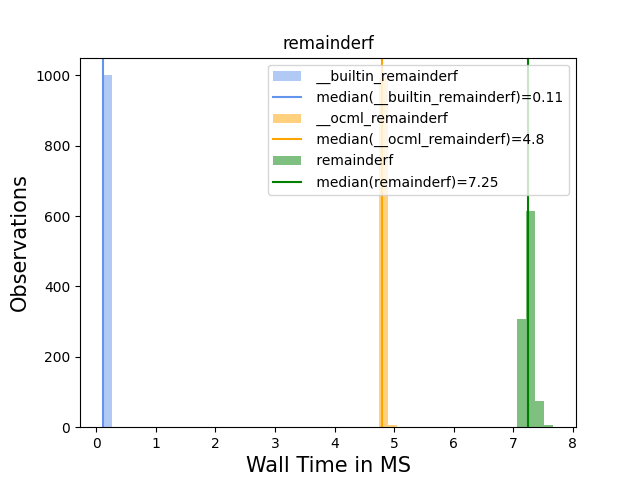 remainderf
__builtin_remainderf
median(__builtin_remainderf)=0.11
__ocml_remainderf
median(__ocml_remainderf)=4.8
remainderf
median(remainderf)=7.25
Observations
1000
800
600
400
200
0
0 1 2 3 4 5 6 7 8
Wall Time in MS